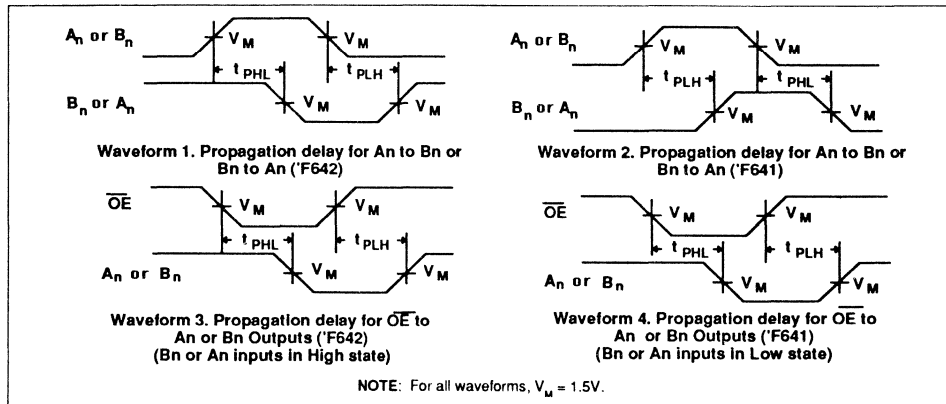 An or Bn
VM
VM
tPHL
tPLH
Bn or An
VM
VM
Waveform 1. Propagation delay for An to Bn or
Bn to An ('F642)
An or Bn
VM
VM
tPLH
tPHL
Bn or An
VM
VM
Waveform 2. Propagation delay for An to Bn or
Bn to An ('F641)
OE
VM
VM
tPHL
tPLH
An or Bn
VM
VM
Waveform 3. Propagation delay for OE to
An or Bn Outputs ('F642)
(Bn or An inputs in High state)
OE
VM
VM
tPHL
tPLH
An or Bn
VM
VM
Waveform 4. Propagation delay for OE to
An or Bn Outputs ('F641)
(Bn or An inputs in Low state)
NOTE: For all waveforms, VM = 1.5V.